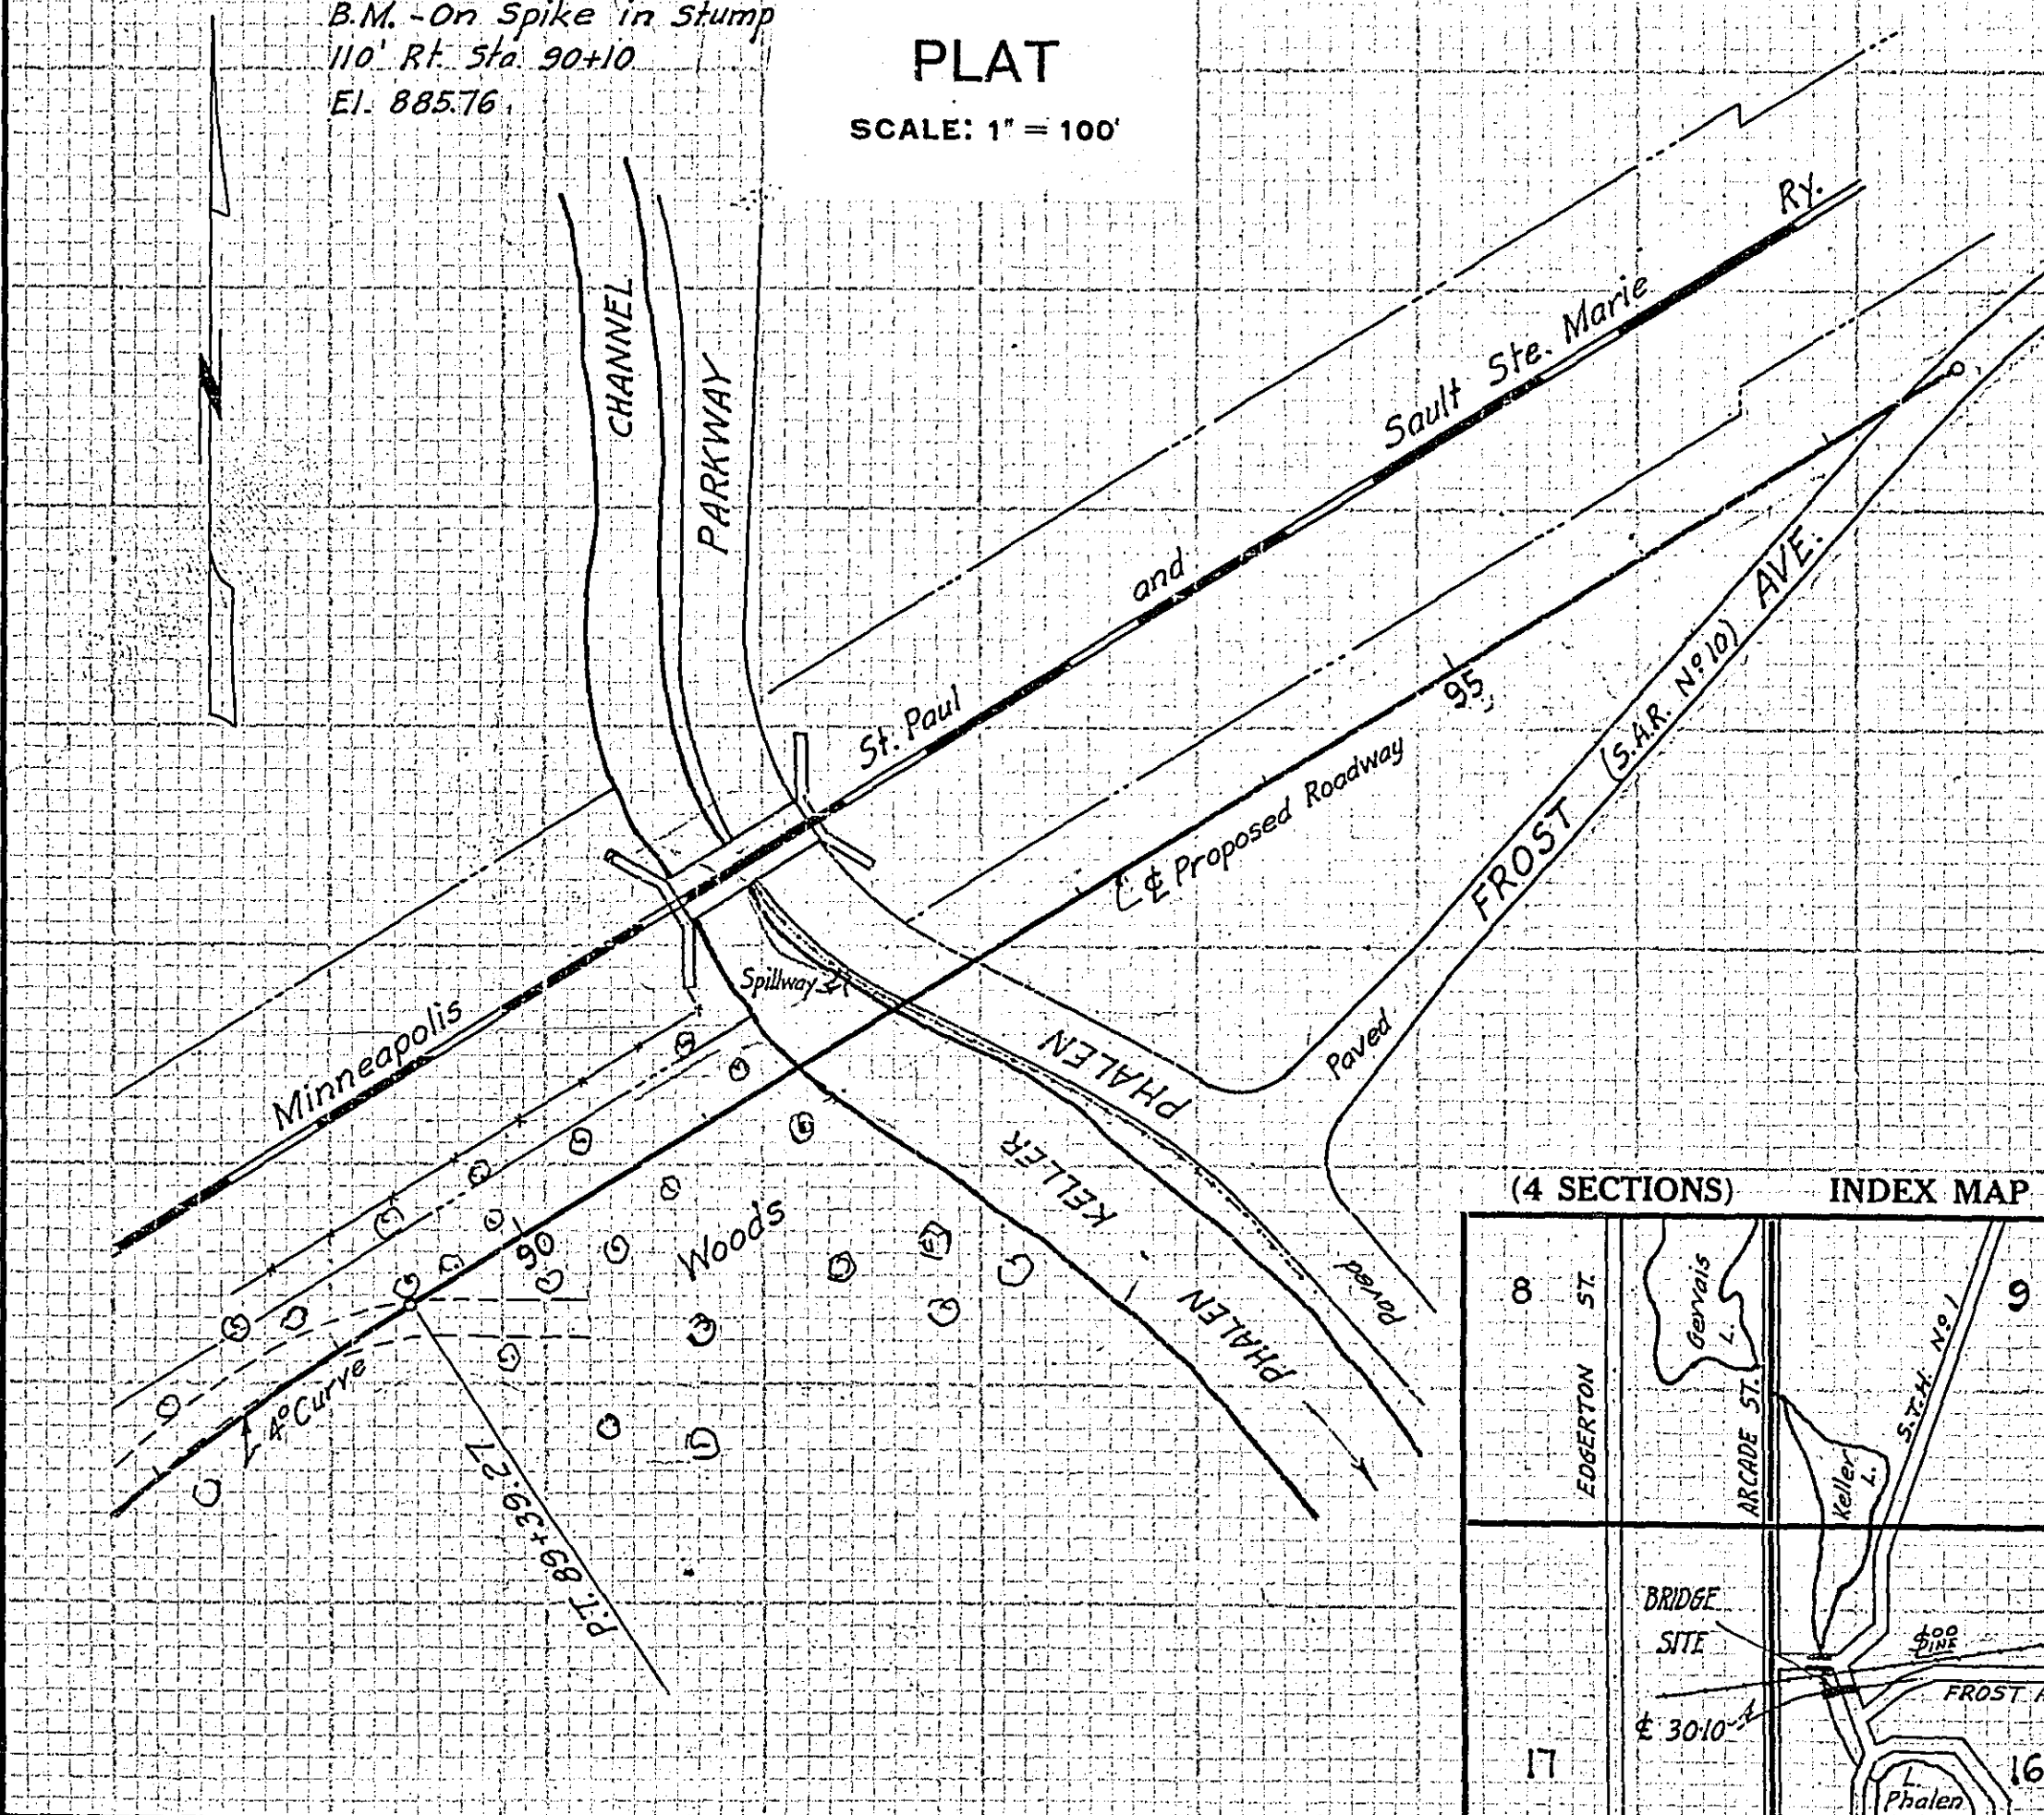 B.M. - On Spike in Stump
110' Rt. Sta. 90+10
El. 885.76
PLAT
SCALE: 1" = 100'
N
CHANNEL
PARKWAY
Minneapolis St. Paul and Sault Ste. Marie Ry.
95
℄ Proposed Roadway
FROST (S.A.R. Nº 10) AVE.
Spillway
Paved
PHALEN
KELLER
PHALEN
Paved
Woods
90
4° Curve
P.T. 89+39.27
(4 SECTIONS) INDEX MAP
8
EDGERTON ST.
Gervais L.
ARCADE ST.
Keller L.
S.T.H. Nº 1
9
BRIDGE
SITE
SOO LINE
FROST
℄ 30-10
17
16
L. Phalen